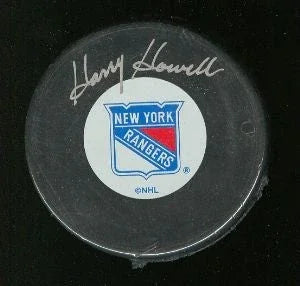 Harry Howell
NEW YORK
RANGERS
®
©NHL